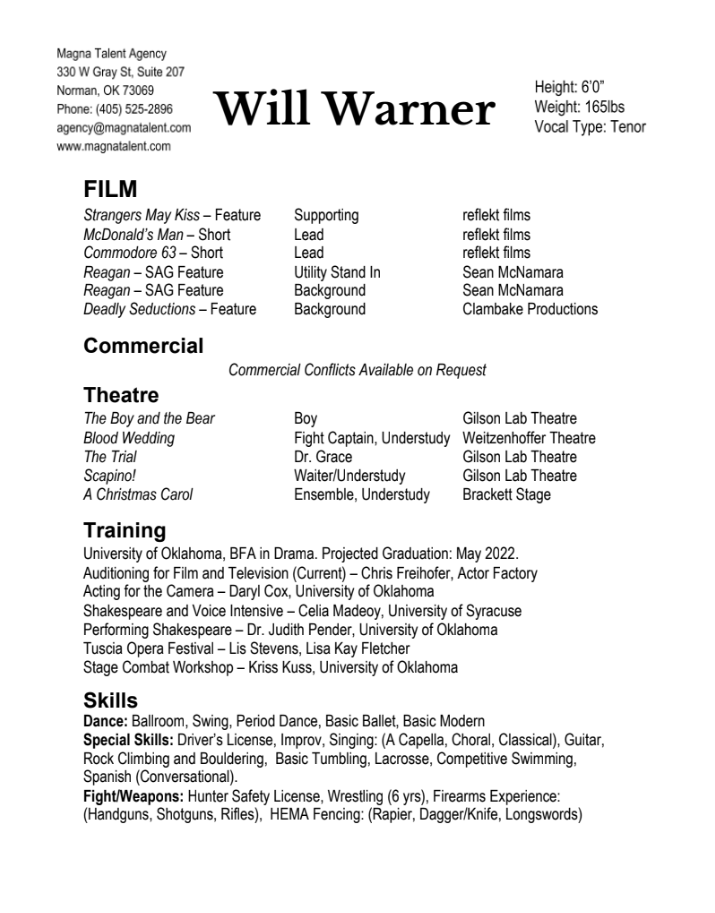 Magna Talent Agency
330 W Gray St, Suite 207
Norman, OK 73069
Phone: (405) 525-2896
agency@magnatalent.com
www.magnatalent.com
Will Warner
Height: 6’0”
Weight: 165lbs
Vocal Type: Tenor
FILM
Strangers May Kiss – Feature Supporting reflekt films
McDonald’s Man – Short Lead reflekt films
Commodore 63 – Short Lead reflekt films
Reagan – SAG Feature Utility Stand In Sean McNamara
Reagan – SAG Feature Background Sean McNamara
Deadly Seductions – Feature Background Clambake Productions
Commercial
Commercial Conflicts Available on Request
Theatre
The Boy and the Bear Boy Gilson Lab Theatre
Blood Wedding Fight Captain, Understudy Weitzenhoffer Theatre
The Trial Dr. Grace Gilson Lab Theatre
Scapino! Waiter/Understudy Gilson Lab Theatre
A Christmas Carol Ensemble, Understudy Brackett Stage
Training
University of Oklahoma, BFA in Drama. Projected Graduation: May 2022.
Auditioning for Film and Television (Current) – Chris Freihofer, Actor Factory
Acting for the Camera – Daryl Cox, University of Oklahoma
Shakespeare and Voice Intensive – Celia Madeoy, University of Syracuse
Performing Shakespeare – Dr. Judith Pender, University of Oklahoma
Tuscia Opera Festival – Lis Stevens, Lisa Kay Fletcher
Stage Combat Workshop – Kriss Kuss, University of Oklahoma
Skills
Dance: Ballroom, Swing, Period Dance, Basic Ballet, Basic Modern
Special Skills: Driver’s License, Improv, Singing: (A Capella, Choral, Classical), Guitar,
Rock Climbing and Bouldering, Basic Tumbling, Lacrosse, Competitive Swimming,
Spanish (Conversational).
Fight/Weapons: Hunter Safety License, Wrestling (6 yrs), Firearms Experience:
(Handguns, Shotguns, Rifles), HEMA Fencing: (Rapier, Dagger/Knife, Longswords)